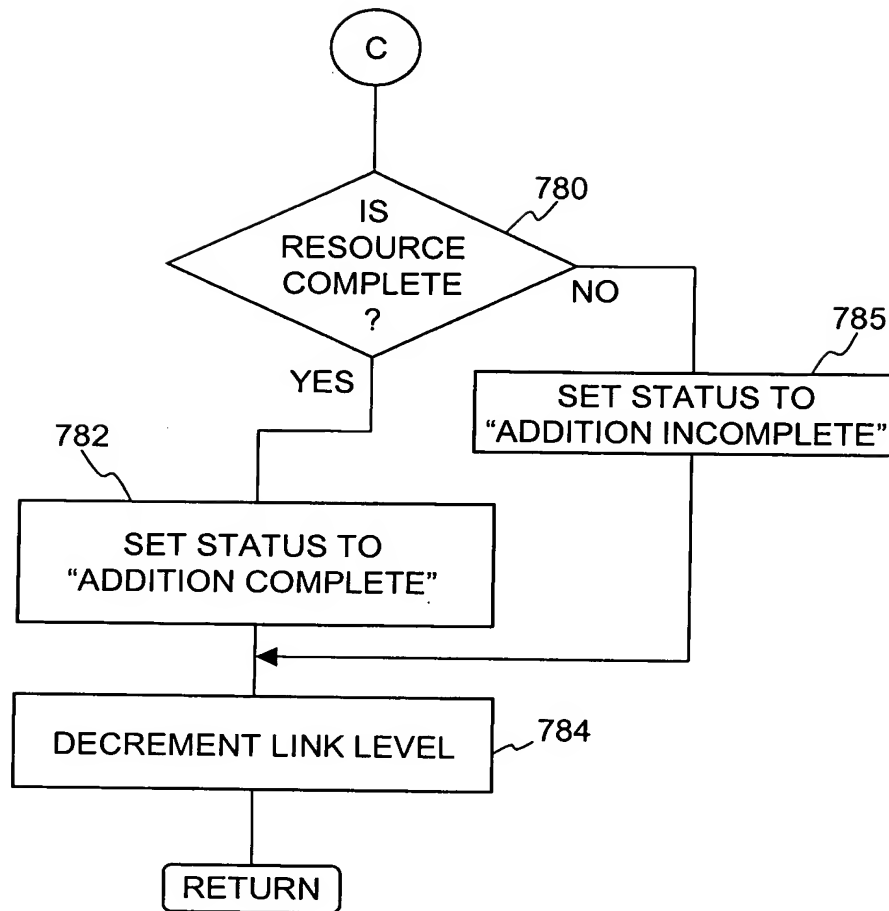 C
780
IS
RESOURCE
COMPLETE
?
NO
YES
785
SET STATUS TO
“ADDITION INCOMPLETE”
782
SET STATUS TO
“ADDITION COMPLETE”
DECREMENT LINK LEVEL
784
RETURN